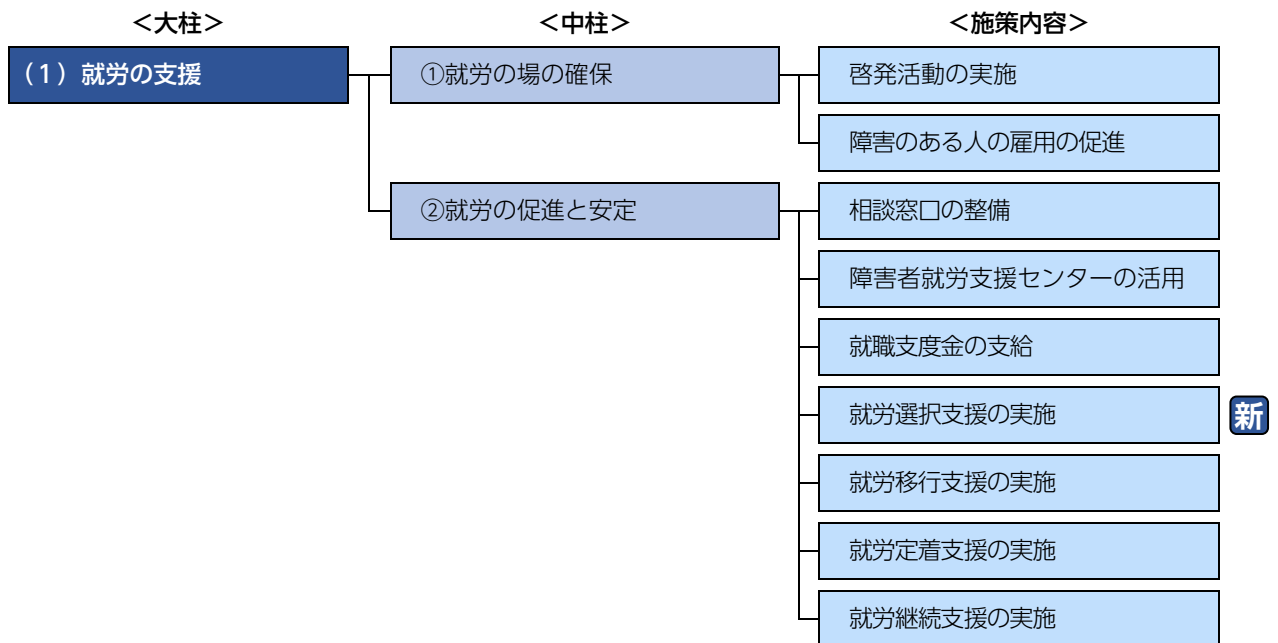 ＜大柱＞
＜中柱＞
＜施策内容＞
（１）就労の支援
①就労の場の確保
啓発活動の実施
障害のある人の雇用の促進
②就労の促進と安定
相談窓口の整備
障害者就労支援センターの活用
就職支度金の支給
就労選択支援の実施
新
就労移行支援の実施
就労定着支援の実施
就労継続支援の実施